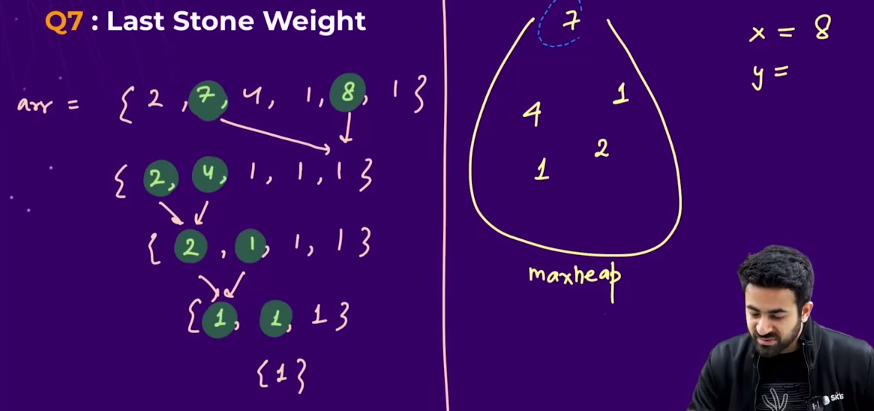 Q7 : Last Stone Weight
arr = { 2 , 7, 4, 1, 8, 1 }
{ 2, 4, 1, 1, 1 }
{ 2 , 1, 1, 1 }
{ 1, 1, 1 }
{ 1 }
7
4 1
1 2
maxheap
x = 8
y =